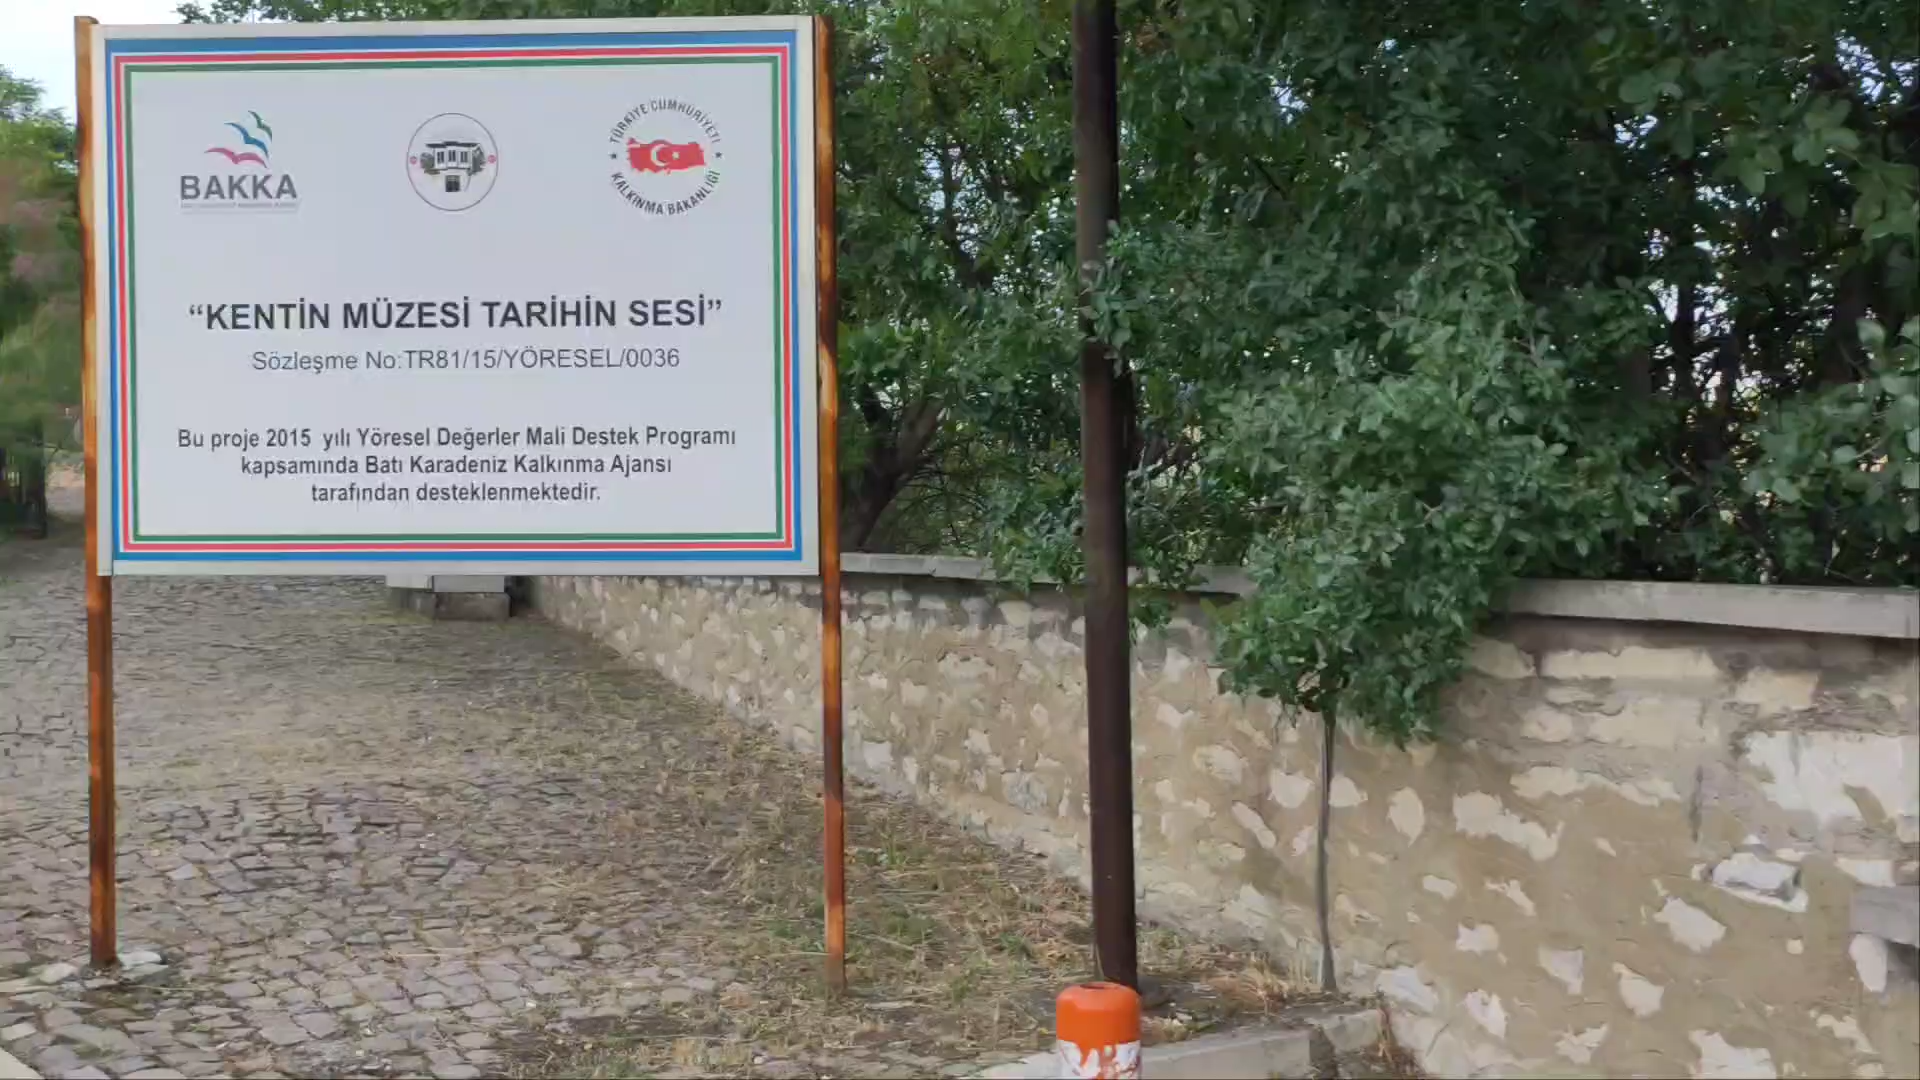 BAKKA
TÜRKİYE CUMHURİYETİ
KALKINMA BAKANLIĞI
“KENTİN MÜZESİ TARİHİN SESİ”
Sözleşme No:TR81/15/YÖRESEL/0036
Bu proje 2015 yılı Yöresel Değerler Mali Destek Programı
kapsamında Batı Karadeniz Kalkınma Ajansı
tarafından desteklenmektedir.